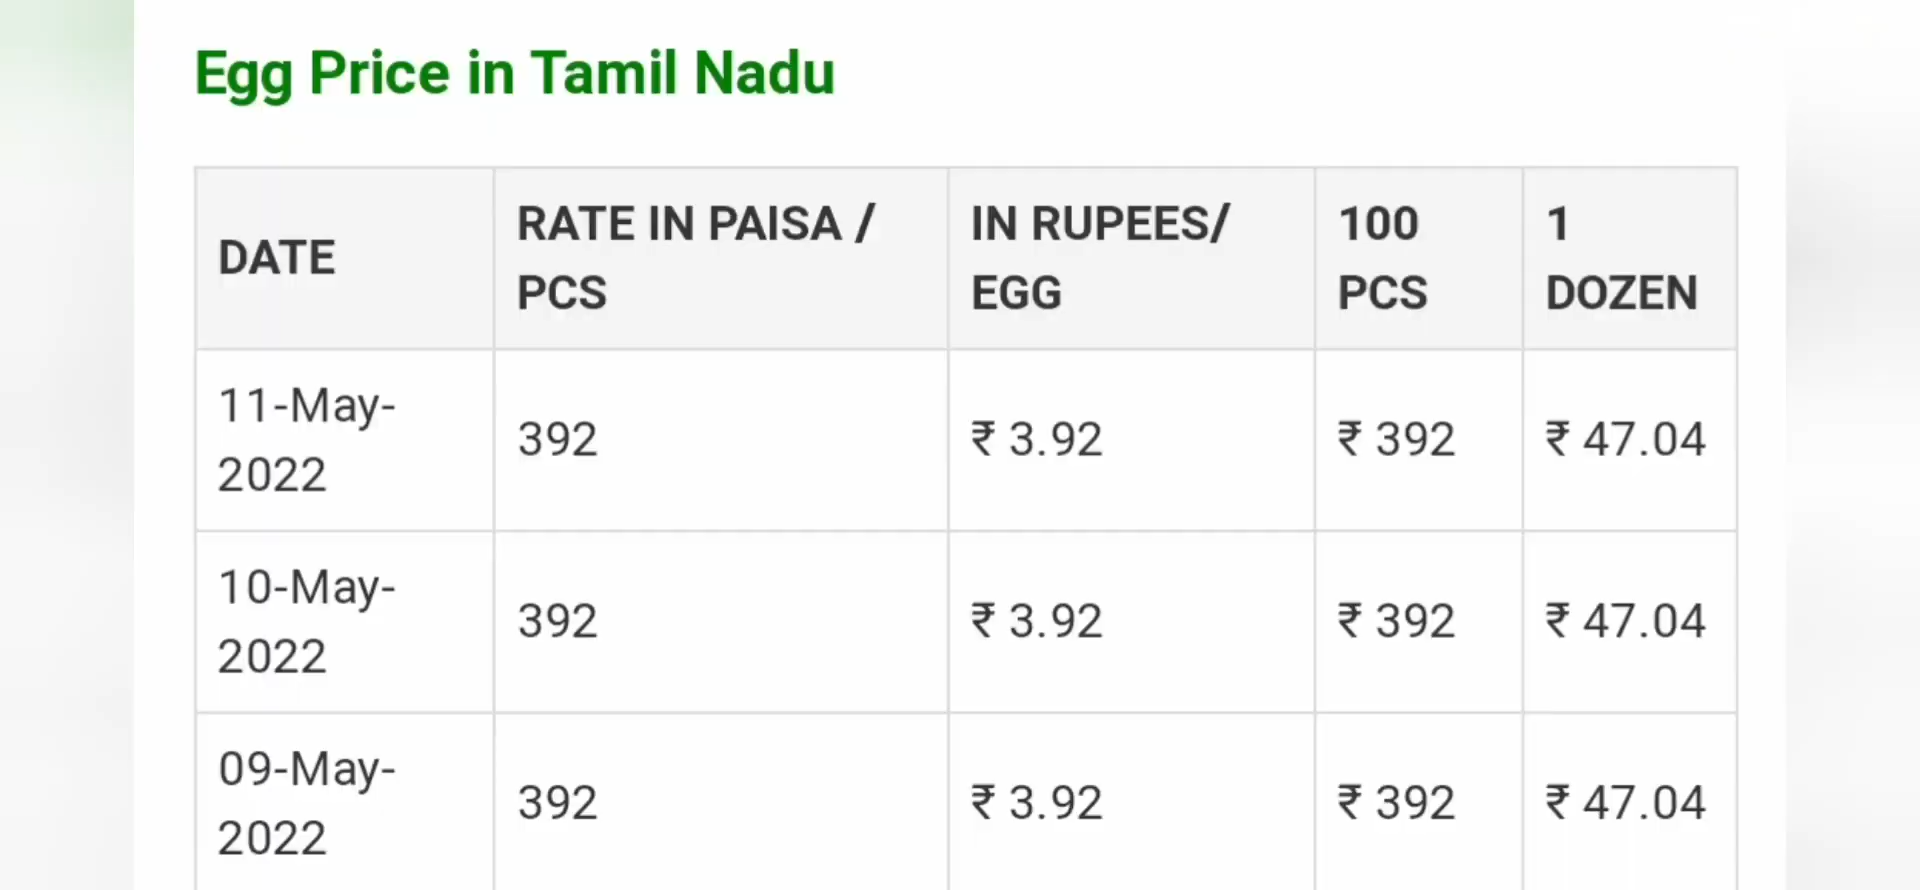 Egg Price in Tamil Nadu
DATE
RATE IN PAISA /
PCS
IN RUPEES/
EGG
100
PCS
1
DOZEN
11-May-
2022
392
₹ 3.92
₹ 392
₹ 47.04
10-May-
2022
392
₹ 3.92
₹ 392
₹ 47.04
09-May-
2022
392
₹ 3.92
₹ 392
₹ 47.04